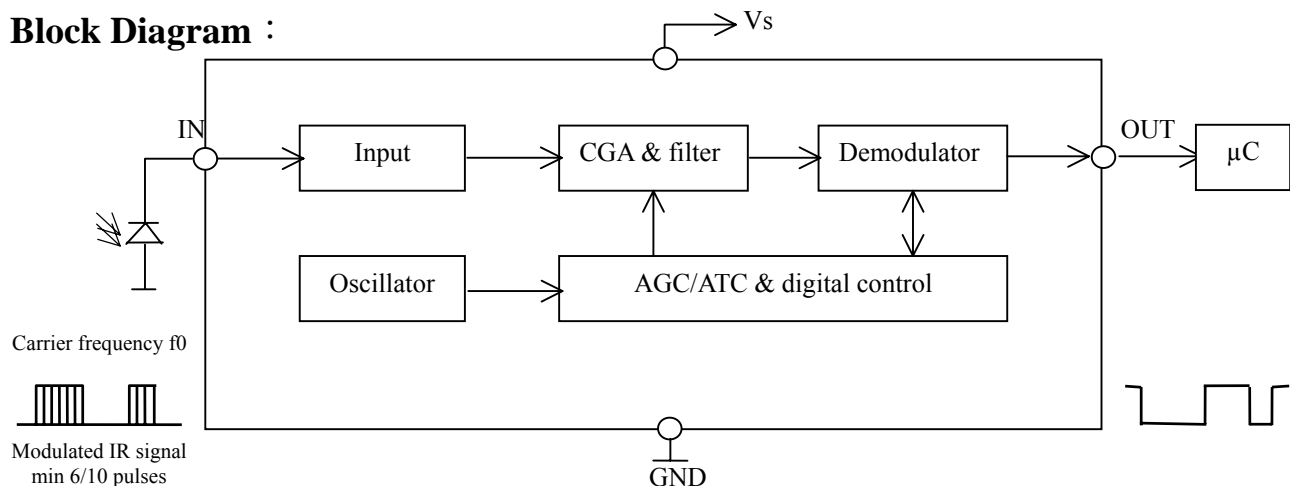 Block Diagram：
Vs
IN
Input
CGA & filter
Demodulator
OUT
µC
Oscillator
AGC/ATC & digital control
Carrier frequency f0
Modulated IR signal
min 6/10 pulses
GND